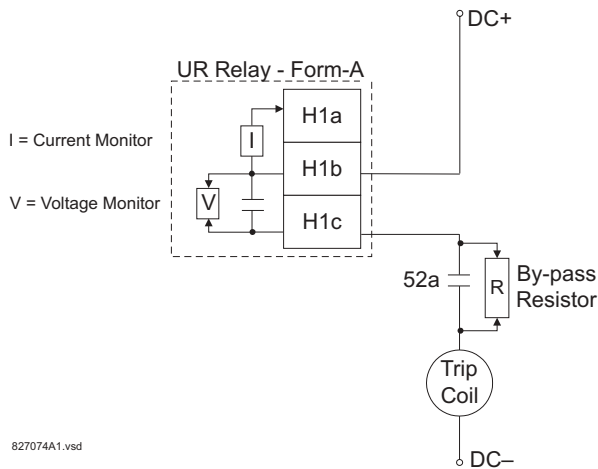 DC+
UR Relay - Form-A
H1a
I = Current Monitor
I
H1b
V = Voltage Monitor
V
H1c
52a
R
By-pass
Resistor
Trip
Coil
827074A1.vsd
DC–